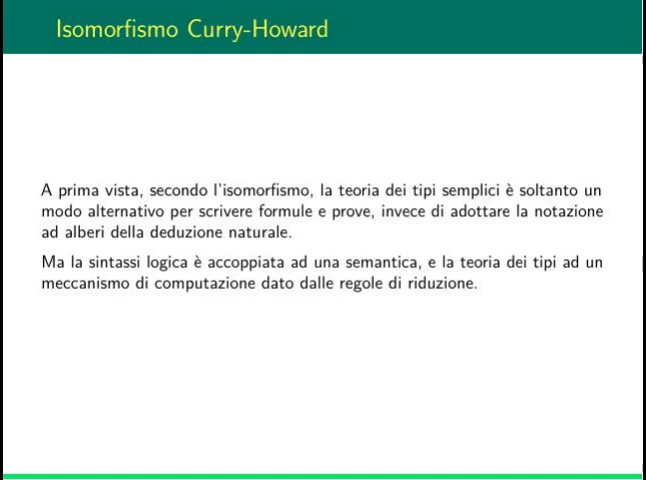 Isomorfismo Curry-Howard
A prima vista, secondo l'isomorfismo, la teoria dei tipi semplici è soltanto un
modo alternativo per scrivere formule e prove, invece di adottare la notazione
ad alberi della deduzione naturale.
Ma la sintassi logica è accoppiata ad una semantica, e la teoria dei tipi ad un
meccanismo di computazione dato dalle regole di riduzione.